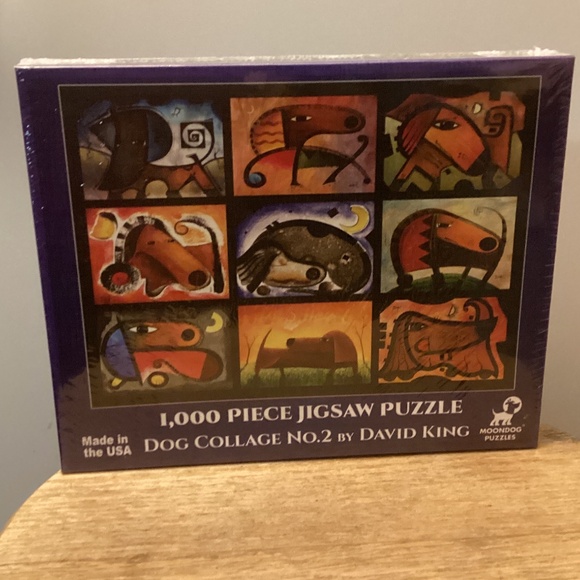 1,000 PIECE JIGSAW PUZZLE
Made in
the USA
DOG COLLAGE NO.2 BY DAVID KING
MOONDOG
PUZZLES